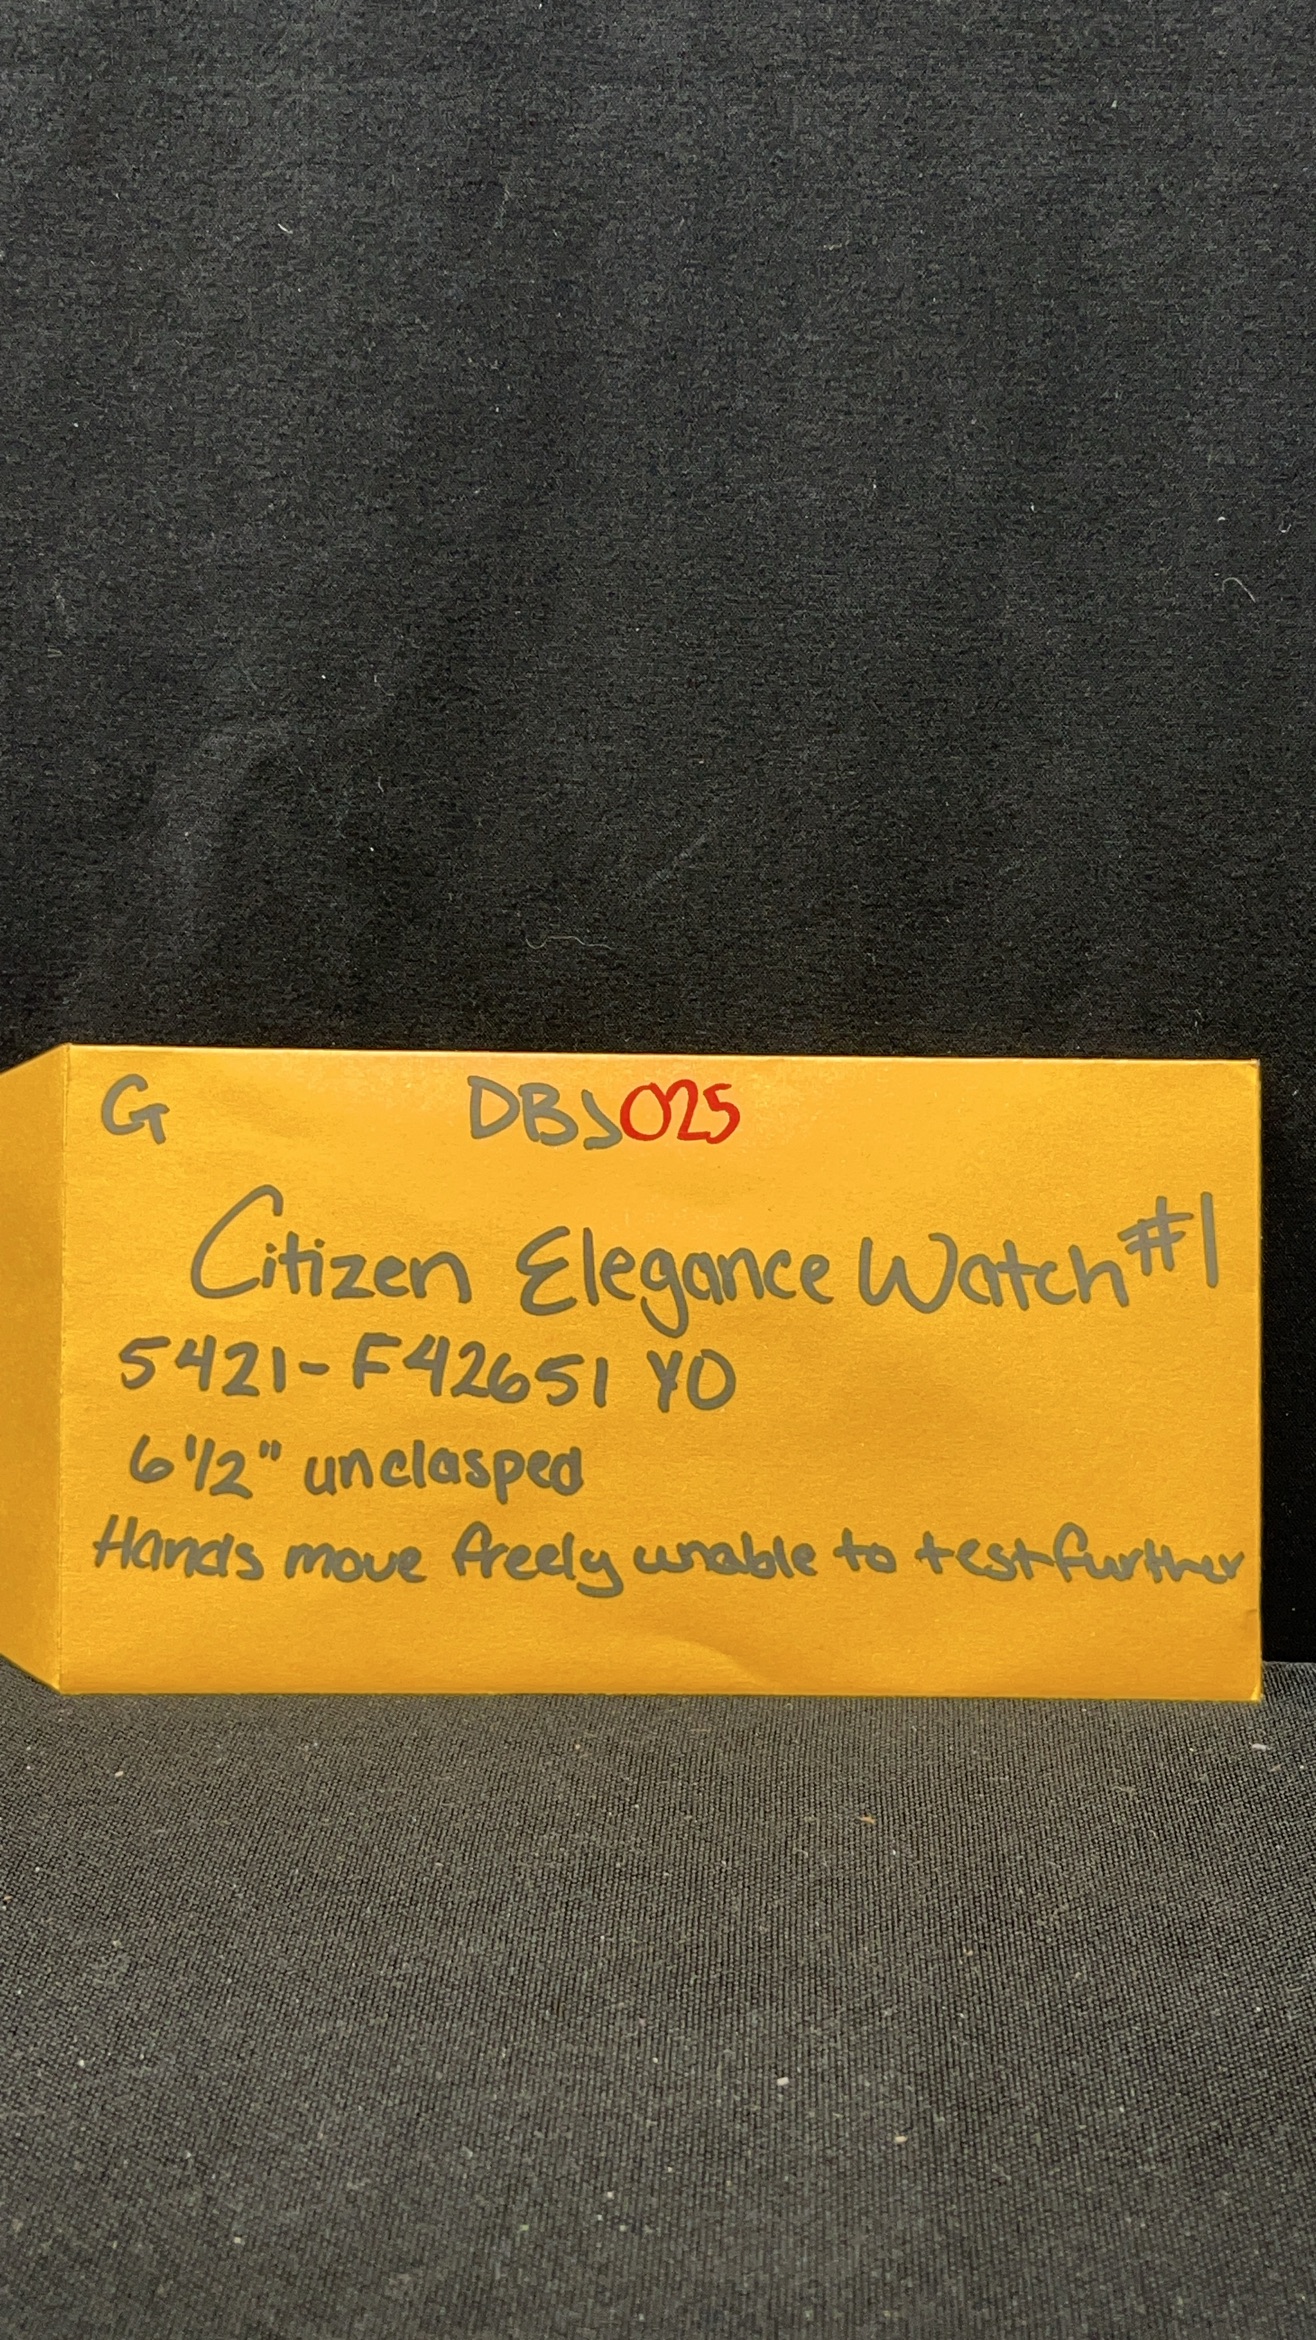 G DBJ025
Citizen Elegance Watch #1
5421-F42651 YO
6 1/2" unclasped
Hands move freely unable to test further